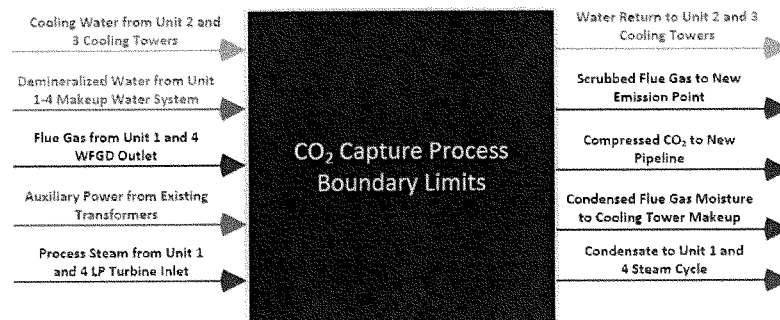 Cooling Water from Unit 2 and
3 Cooling Towers
Demineralized Water from Unit
1-4 Makeup Water System
Flue Gas from Unit 1 and 4
WFGD Outlet
Auxiliary Power from Existing
Transformers
Process Steam from Unit 1
and 4 LP Turbine Inlet
CO₂ Capture Process
Boundary Limits
Water Return to Unit 2 and 3
Cooling Towers
Scrubbed Flue Gas to New
Emission Point
Compressed CO₂ to New
Pipeline
Condensed Flue Gas Moisture
to Cooling Tower Makeup
Condensate to Unit 1 and
4 Steam Cycle